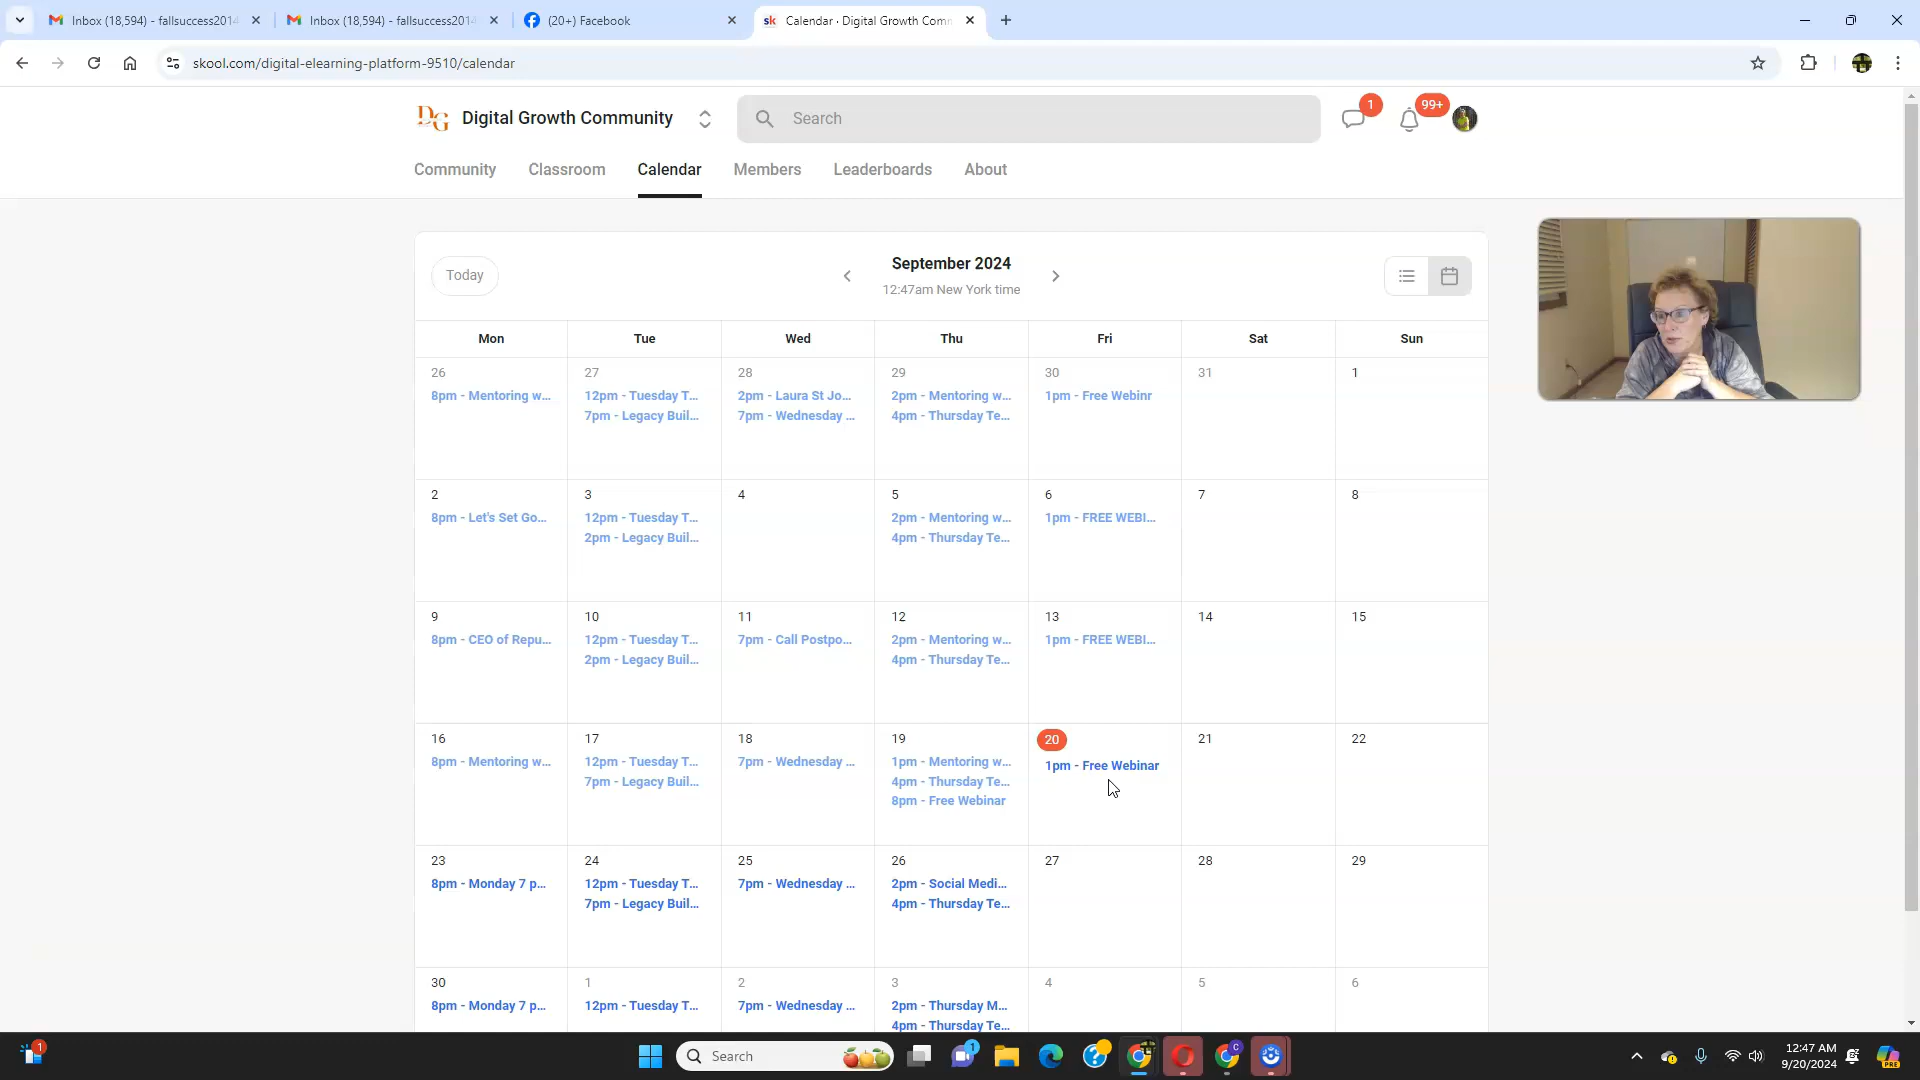 Inbox (18,594) - fallsuccess2014
Inbox (18,594) - fallsuccess2014
(20+) Facebook
sk Calendar · Digital Growth Com
skool.com/digital-elearning-platform-9510/calendar
DG Digital Growth Community
Search
1
99+
Community Classroom Calendar Members Leaderboards About
Today
September 2024
12:47am New York time
Mon Tue Wed Thu Fri Sat Sun
26
8pm - Mentoring w...
27
12pm - Tuesday T...
7pm - Legacy Buil...
28
2pm - Laura St Jo...
7pm - Wednesday ...
29
2pm - Mentoring w...
4pm - Thursday Te...
30
1pm - Free Webinr
31
1
2
8pm - Let's Set Go...
3
12pm - Tuesday T...
2pm - Legacy Buil...
4
5
2pm - Mentoring w...
4pm - Thursday Te...
6
1pm - FREE WEBI...
7
8
9
8pm - CEO of Repu...
10
12pm - Tuesday T...
2pm - Legacy Buil...
11
7pm - Call Postpo...
12
2pm - Mentoring w...
4pm - Thursday Te...
13
1pm - FREE WEBI...
14
15
16
8pm - Mentoring w...
17
12pm - Tuesday T...
7pm - Legacy Buil...
18
7pm - Wednesday ...
19
1pm - Mentoring w...
4pm - Thursday Te...
8pm - Free Webinar
20
1pm - Free Webinar
21
22
23
8pm - Monday 7 p...
24
12pm - Tuesday T...
7pm - Legacy Buil...
25
7pm - Wednesday ...
26
2pm - Social Medi...
4pm - Thursday Te...
27
28
29
30
8pm - Monday 7 p...
1
12pm - Tuesday T...
2
7pm - Wednesday ...
3
2pm - Thursday M...
4pm - Thursday Te...
4
5
6
1
Search
1
C
12:47 AM
9/20/2024
PRE